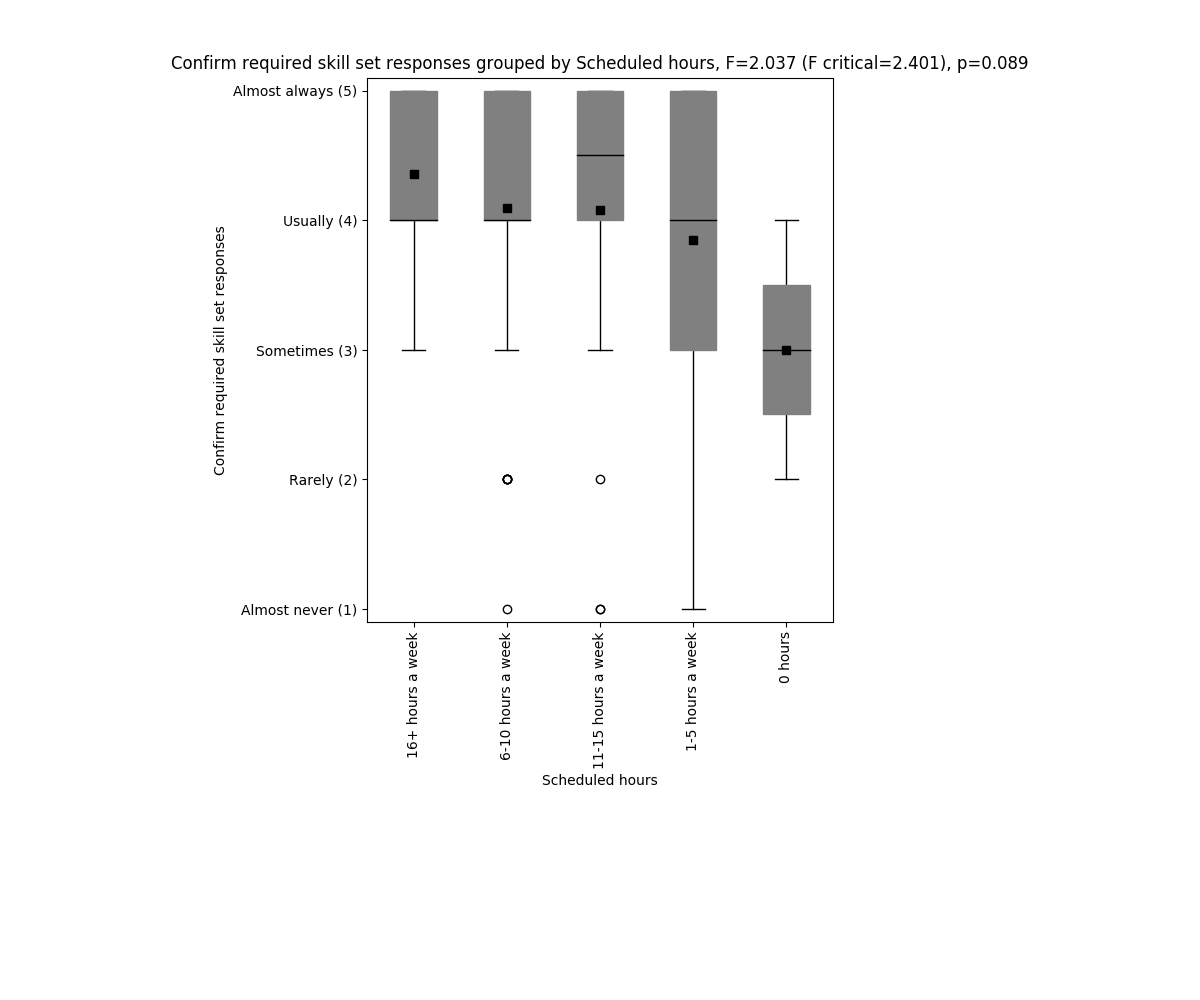 Confirm required skill set responses grouped by Scheduled hours, F=2.037 (F critical=2.401), p=0.089
Almost always (5)
Usually (4)
Sometimes (3)
Rarely (2)
Almost never (1)
Confirm required skill set responses
16+ hours a week
6-10 hours a week
11-15 hours a week
1-5 hours a week
0 hours
Scheduled hours